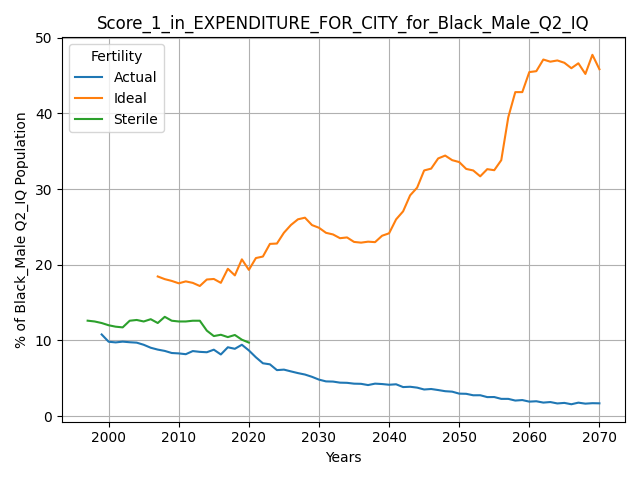 Score_1_in_EXPENDITURE_FOR_CITY_for_Black_Male_Q2_IQ
Fertility
Actual
Ideal
Sterile
% of Black_Male Q2_IQ Population
50
40
30
20
10
0
2000 2010 2020 2030 2040 2050 2060 2070
Years